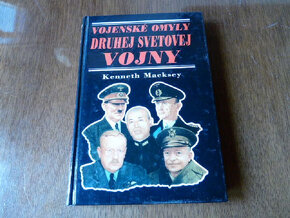 VOJENSKÉ OMYLY
DRUHEJ SVETOVEJ
VOJNY
Kenneth Macksey